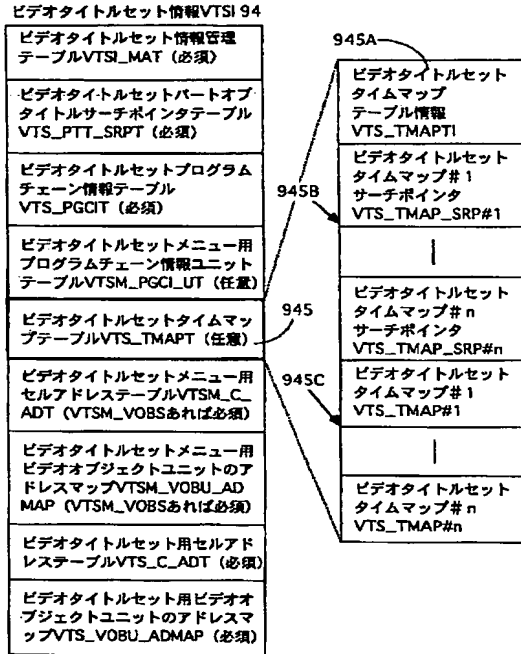 ビデオタイトルセット情報VTSI 94
ビデオタイトルセット情報管理
テーブルVTSI_MAT（必須）
ビデオタイトルセットパートオブ
タイトルサーチポインタテーブル
VTS_PTT_SRPT（必須）
ビデオタイトルセットプログラム
チェーン情報テーブル
VTS_PGCIT（必須）
ビデオタイトルセットメニュー用
プログラムチェーン情報ユニット
テーブルVTSM_PGCI_UT（任意）
ビデオタイトルセットタイムマッ
プテーブルVTS_TMAPT（任意）
ビデオタイトルセットメニュー用
セルアドレステーブルVTSM_C_
ADT（VTSM_VOBSあれば必須）
ビデオタイトルセットメニュー用
ビデオオブジェクトユニットのア
ドレスマップVTSM_VOBU_AD
MAP（VTSM_VOBSあれば必須）
ビデオタイトルセット用セルアド
レステーブルVTS_C_ADT（必須）
ビデオタイトルセット用ビデオオ
ブジェクトユニットのアドレスマ
ップVTS_VOBU_ADMAP（必須）
945
945A
ビデオタイトルセット
タイムマップ
テーブル情報
VTS_TMAPTI
945B
ビデオタイトルセット
タイムマップ＃1
サーチポインタ
VTS_TMAP_SRP#1
ビデオタイトルセット
タイムマップ＃n
サーチポインタ
VTS_TMAP_SRP#n
945C
ビデオタイトルセット
タイムマップ＃1
VTS_TMAP#1
ビデオタイトルセット
タイムマップ＃n
VTS_TMAP#n